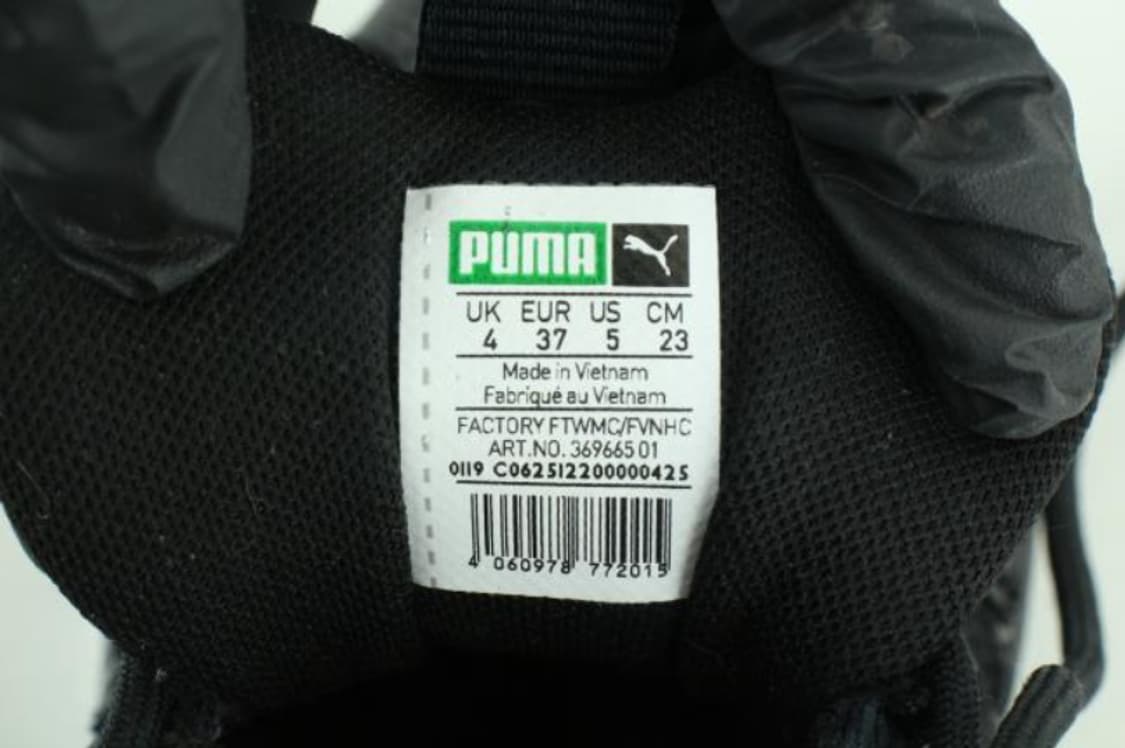 PUMA
UK EUR US CM
4 37 5 23
Made in Vietnam
Fabriqué au Vietnam
FACTORY FTWMC/FVNHC
ART.NO. 369665 01
0119 C062512200000425
4 060978 772015